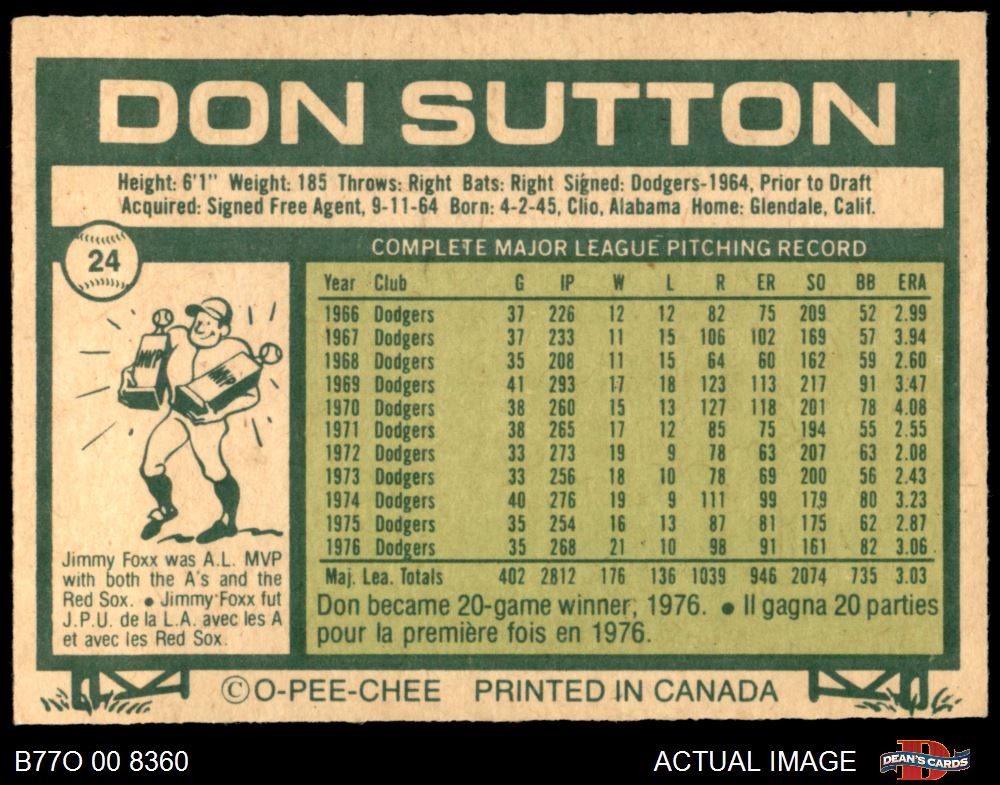 DON SUTTON
Height: 6'1" Weight: 185 Throws: Right Bats: Right Signed: Dodgers-1964, Prior to Draft
Acquired: Signed Free Agent, 9-11-64 Born: 4-2-45, Clio, Alabama Home: Glendale, Calif.
24
COMPLETE MAJOR LEAGUE PITCHING RECORD
Year Club G IP W L R ER SO BB ERA
1966 Dodgers 37 226 12 12 82 75 209 52 2.99
1967 Dodgers 37 233 11 15 106 102 169 57 3.94
1968 Dodgers 35 208 11 15 64 60 162 59 2.60
1969 Dodgers 41 293 17 18 123 113 217 91 3.47
1970 Dodgers 38 260 15 13 127 118 201 78 4.08
1971 Dodgers 38 265 17 12 85 75 194 55 2.55
1972 Dodgers 33 273 19 9 78 63 207 63 2.08
1973 Dodgers 33 256 18 10 78 69 200 56 2.43
1974 Dodgers 40 276 19 9 111 99 179 80 3.23
1975 Dodgers 35 254 16 13 87 81 175 62 2.87
1976 Dodgers 35 268 21 10 98 91 161 82 3.06
Maj. Lea. Totals 402 2812 176 136 1039 946 2074 735 3.03
Don became 20-game winner, 1976. ● Il gagna 20 parties
pour la première fois en 1976.
MVP
MVP
Jimmy Foxx was A.L. MVP
with both the A's and the
Red Sox. ● Jimmy Foxx fut
J.P.U. de la L.A. avec les A
et avec les Red Sox.
© O-PEE-CHEE PRINTED IN CANADA
B77O 00 8360
ACTUAL IMAGE
DEAN'S CARDS